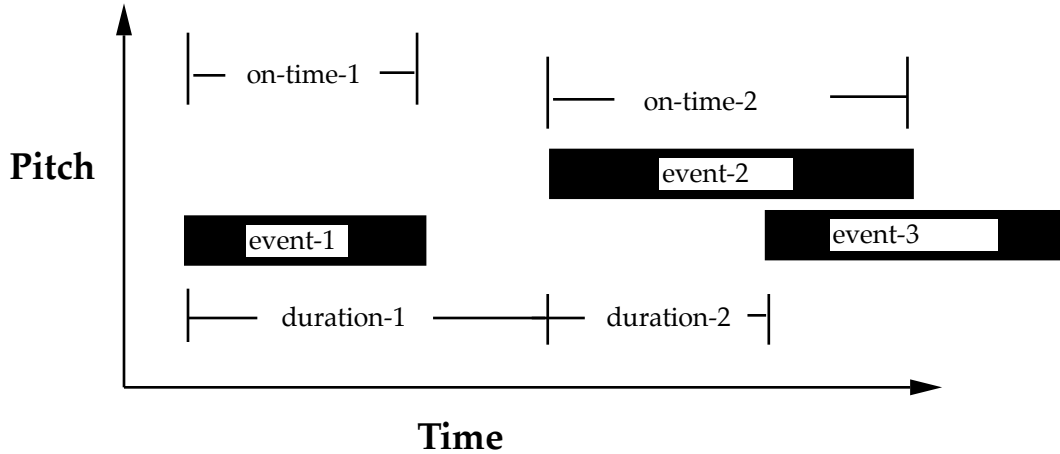 on-time-1
on-time-2
Pitch
event-2
event-1
event-3
duration-1
duration-2
Time